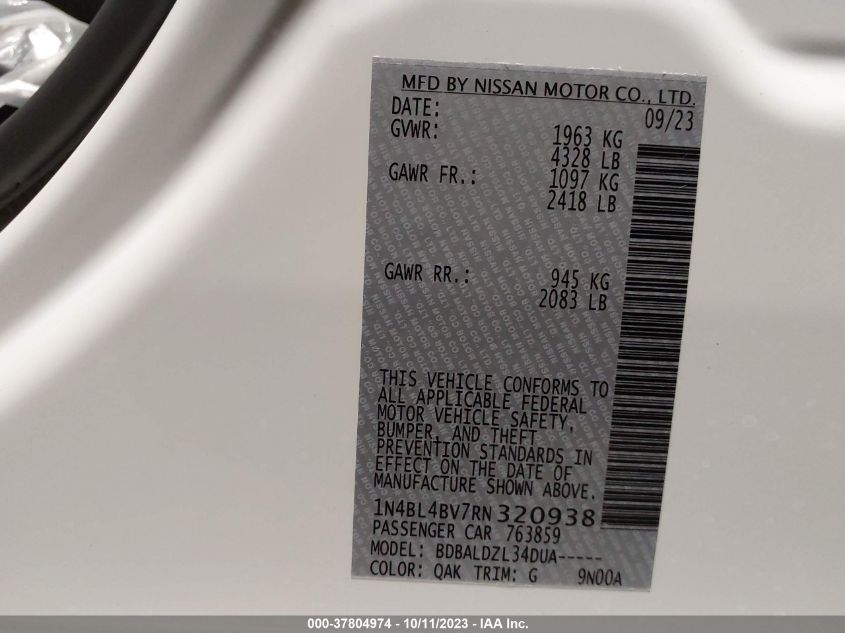 MFD BY NISSAN MOTOR CO., LTD.
DATE: 09/23
GVWR: 1963 KG
4328 LB
GAWR FR.: 1097 KG
2418 LB
GAWR RR.: 945 KG
2083 LB
THIS VEHICLE CONFORMS TO
ALL APPLICABLE FEDERAL
MOTOR VEHICLE SAFETY,
BUMPER, AND THEFT
PREVENTION STANDARDS IN
EFFECT ON THE DATE OF
MANUFACTURE SHOWN ABOVE.
1N4BL4BV7RN320938
PASSENGER CAR 763859
MODEL: BDBALDZL34DUA-----
COLOR: QAK TRIM: G 9N00A
000-37804974 - 10/11/2023 - IAA Inc.